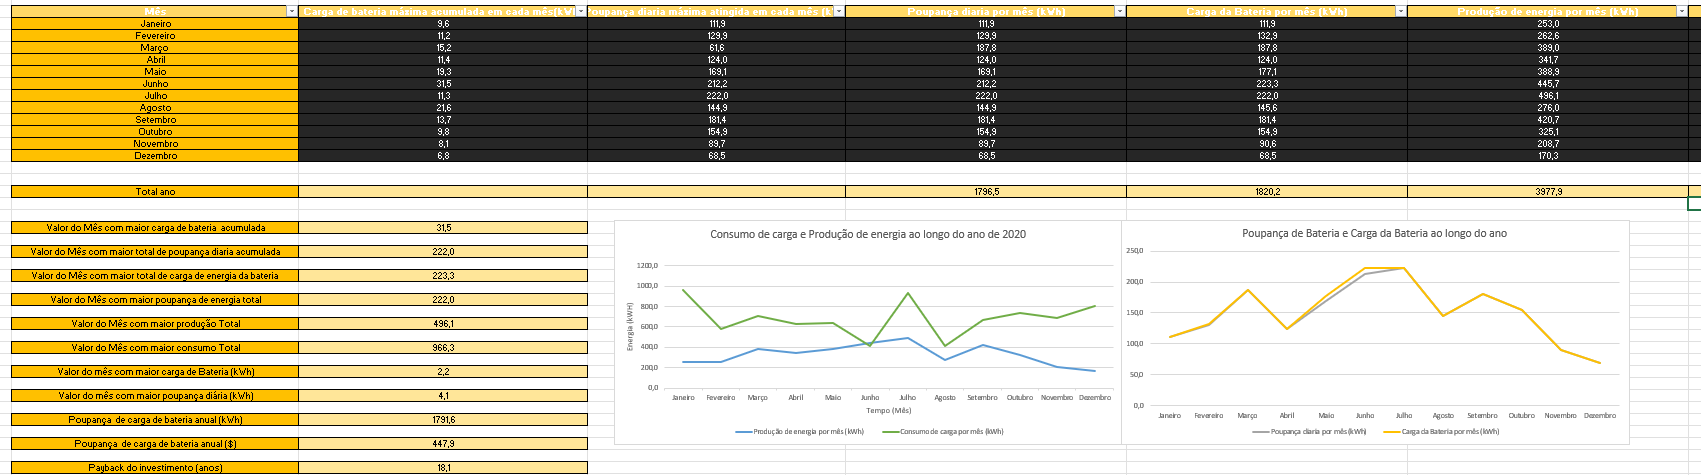 Mês Carga de bateria máxima acumulada em cada mês(kW Poupança diaria máxima atingida em cada mês (k Poupança diaria por mês (kWh) Carga da Bateria por mês (kWh) Produção de energia por mês (kWh)
Janeiro 9,6 111,9 111,9 111,9 253,0
Fevereiro 11,2 129,9 129,9 132,9 262,6
Março 15,2 61,6 187,8 187,8 389,0
Abril 11,4 124,0 124,0 124,0 341,7
Maio 19,3 169,1 169,1 177,1 388,9
Junho 31,5 212,2 212,2 223,3 445,7
Julho 11,3 222,0 222,0 222,0 496,1
Agosto 21,6 144,9 144,9 145,6 276,0
Setembro 13,7 181,4 181,4 181,4 420,7
Outubro 9,8 154,9 154,9 154,9 325,1
Novembro 8,1 89,7 89,7 90,6 208,7
Dezembro 6,8 68,5 68,5 68,5 170,3
Total ano 1796,5 1820,2 3977,9
Valor do Mês com maior carga de bateria acumulada 31,5
Valor do Mês com maior total de poupança diaria acumulada 222,0
Valor do Mês com maior total de carga de energia da bateria 223,3
Valor do Mês com maior poupança de energia total 222,0
Valor do Mês com maior produção Total 496,1
Valor do Mês com maior consumo Total 966,3
Valor do mês com maior carga de Bateria (kWh) 2,2
Valor do mês com maior poupança diária (kWh) 4,1
Poupança de carga de bateria anual (kWh) 1791,6
Poupança de carga de bateria anual ($) 447,9
Payback do investimento (anos) 18,1
Consumo de carga e Produção de energia ao longo do ano de 2020
Energia (kWH)
1200,0
1000,0
800,0
600,0
400,0
200,0
0,0
Janeiro Fevereiro Março Abril Maio Junho Julho Agosto Setembro Outubro Novembro Dezembro
Tempo (Mês)
Produção de energia por mês (kWh) Consumo de carga por mês (kWh)
Poupança de Bateria e Carga da Bateria ao longo do ano
250,0
200,0
150,0
100,0
50,0
0,0
Janeiro Fevereiro Março Abril Maio Junho Julho Agosto Setembro Outubro Novembro Dezembro
Poupança diaria por mês (kWh) Carga da Bateria por mês (kWh)